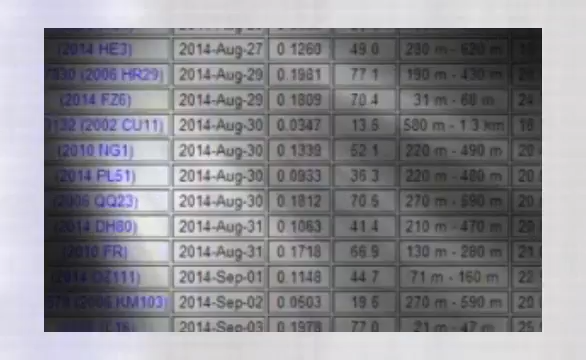 (2014 HE3) 2014-Aug-27 0.1260 49.0 280 m - 620 m
(2006 HR29) 2014-Aug-29 0.1981 77.1 190 m - 430 m
(2014 FZ6) 2014-Aug-29 0.1809 70.4 31 m - 68 m
(2002 CU11) 2014-Aug-30 0.0347 13.5 580 m - 1.3 km
(2010 NG1) 2014-Aug-30 0.1339 52.1 220 m - 490 m
(2014 PL51) 2014-Aug-30 0.0933 36.3 220 m - 480 m
(2006 QQ23) 2014-Aug-30 0.1812 70.5 270 m - 590 m
(2014 DH80) 2014-Aug-31 0.1063 41.4 210 m - 470 m
(2010 FR) 2014-Aug-31 0.1718 66.9 130 m - 280 m
2014-Sep-01 0.1148 44.7 71 m - 160 m
(2006 KM103) 2014-Sep-02 0.0503 19.6 270 m - 590 m
2014-Sep-03 0.1978 77.0 21 m - 47 m